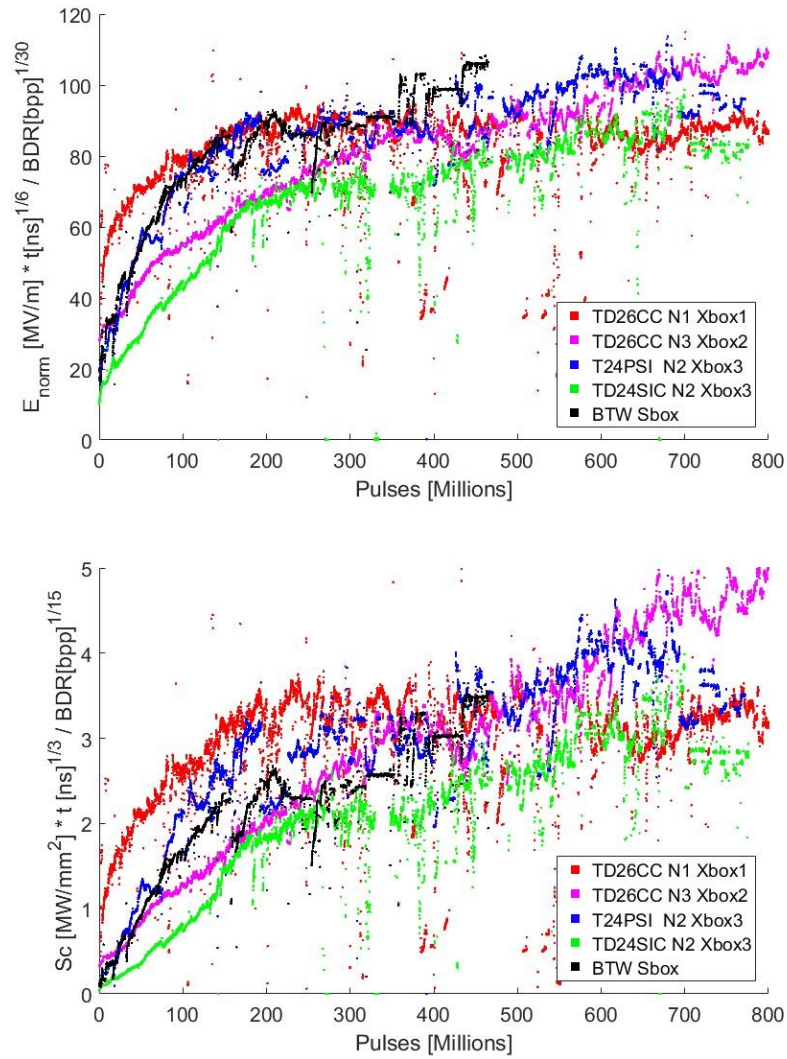 120
100
80
60
40
20
0
E_norm [MV/m] * t[ns]^1/6 / BDR[bpp]^1/30
TD26CC N1 Xbox1
TD26CC N3 Xbox2
T24PSI  N2 Xbox3
TD24SIC N2 Xbox3
BTW Sbox
0 100 200 300 400 500 600 700 800
Pulses [Millions]
5
4
3
2
1
0
Sc [MW/mm^2] * t [ns]^1/3 / BDR[bpp]^1/15
TD26CC N1 Xbox1
TD26CC N3 Xbox2
T24PSI  N2 Xbox3
TD24SIC N2 Xbox3
BTW Sbox
0 100 200 300 400 500 600 700 800
Pulses [Millions]